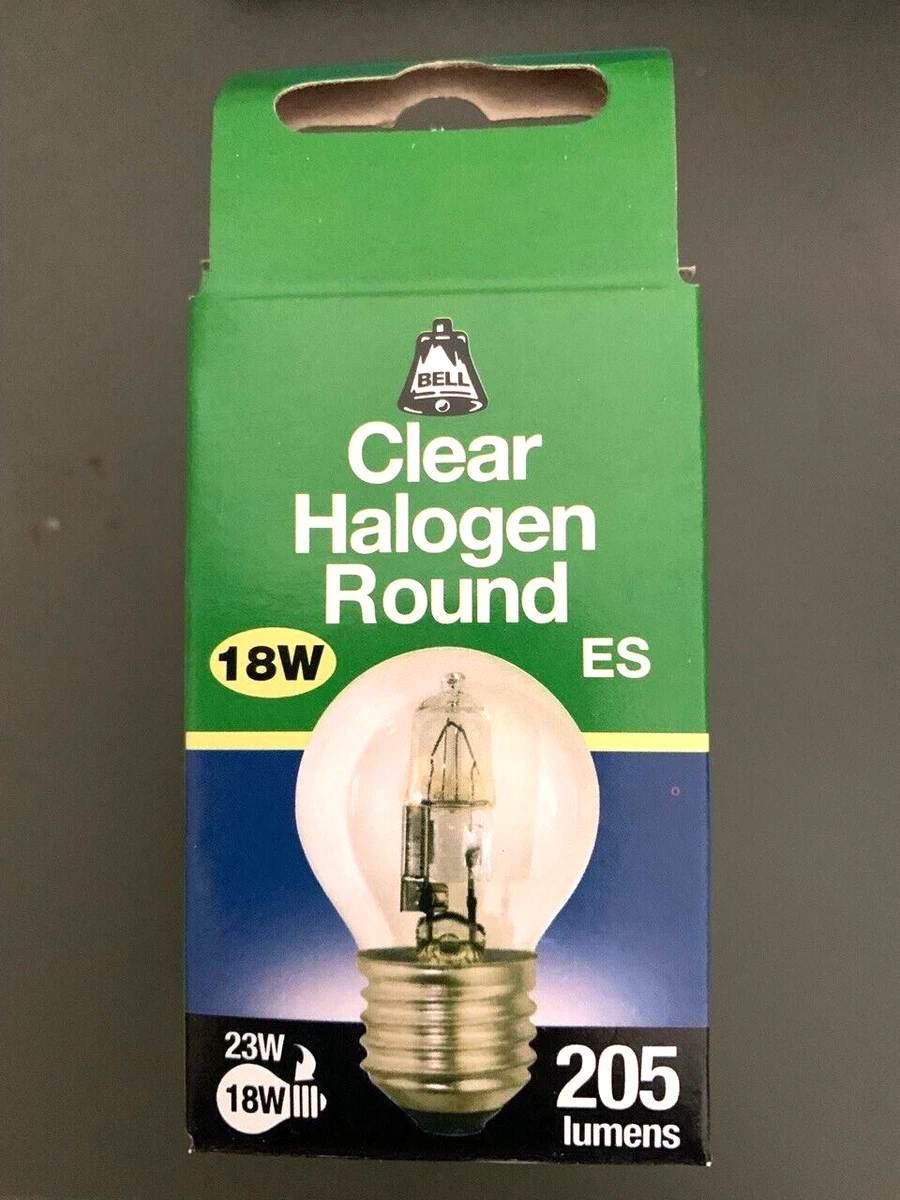 BELL
Clear
Halogen
Round
18W
ES
23W
18W
205
lumens